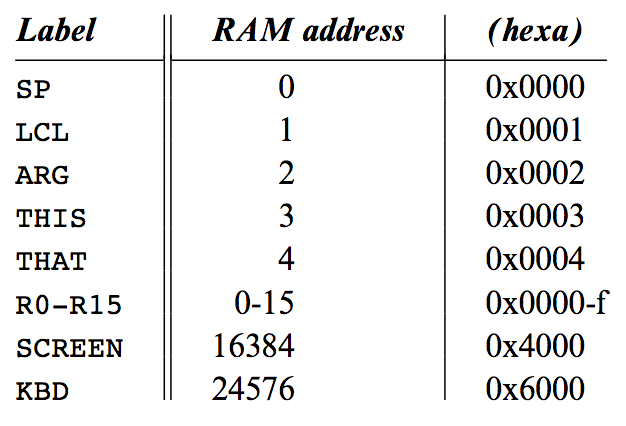 Label RAM address (hexa)
SP 0 0x0000
LCL 1 0x0001
ARG 2 0x0002
THIS 3 0x0003
THAT 4 0x0004
R0-R15 0-15 0x0000-f
SCREEN 16384 0x4000
KBD 24576 0x6000